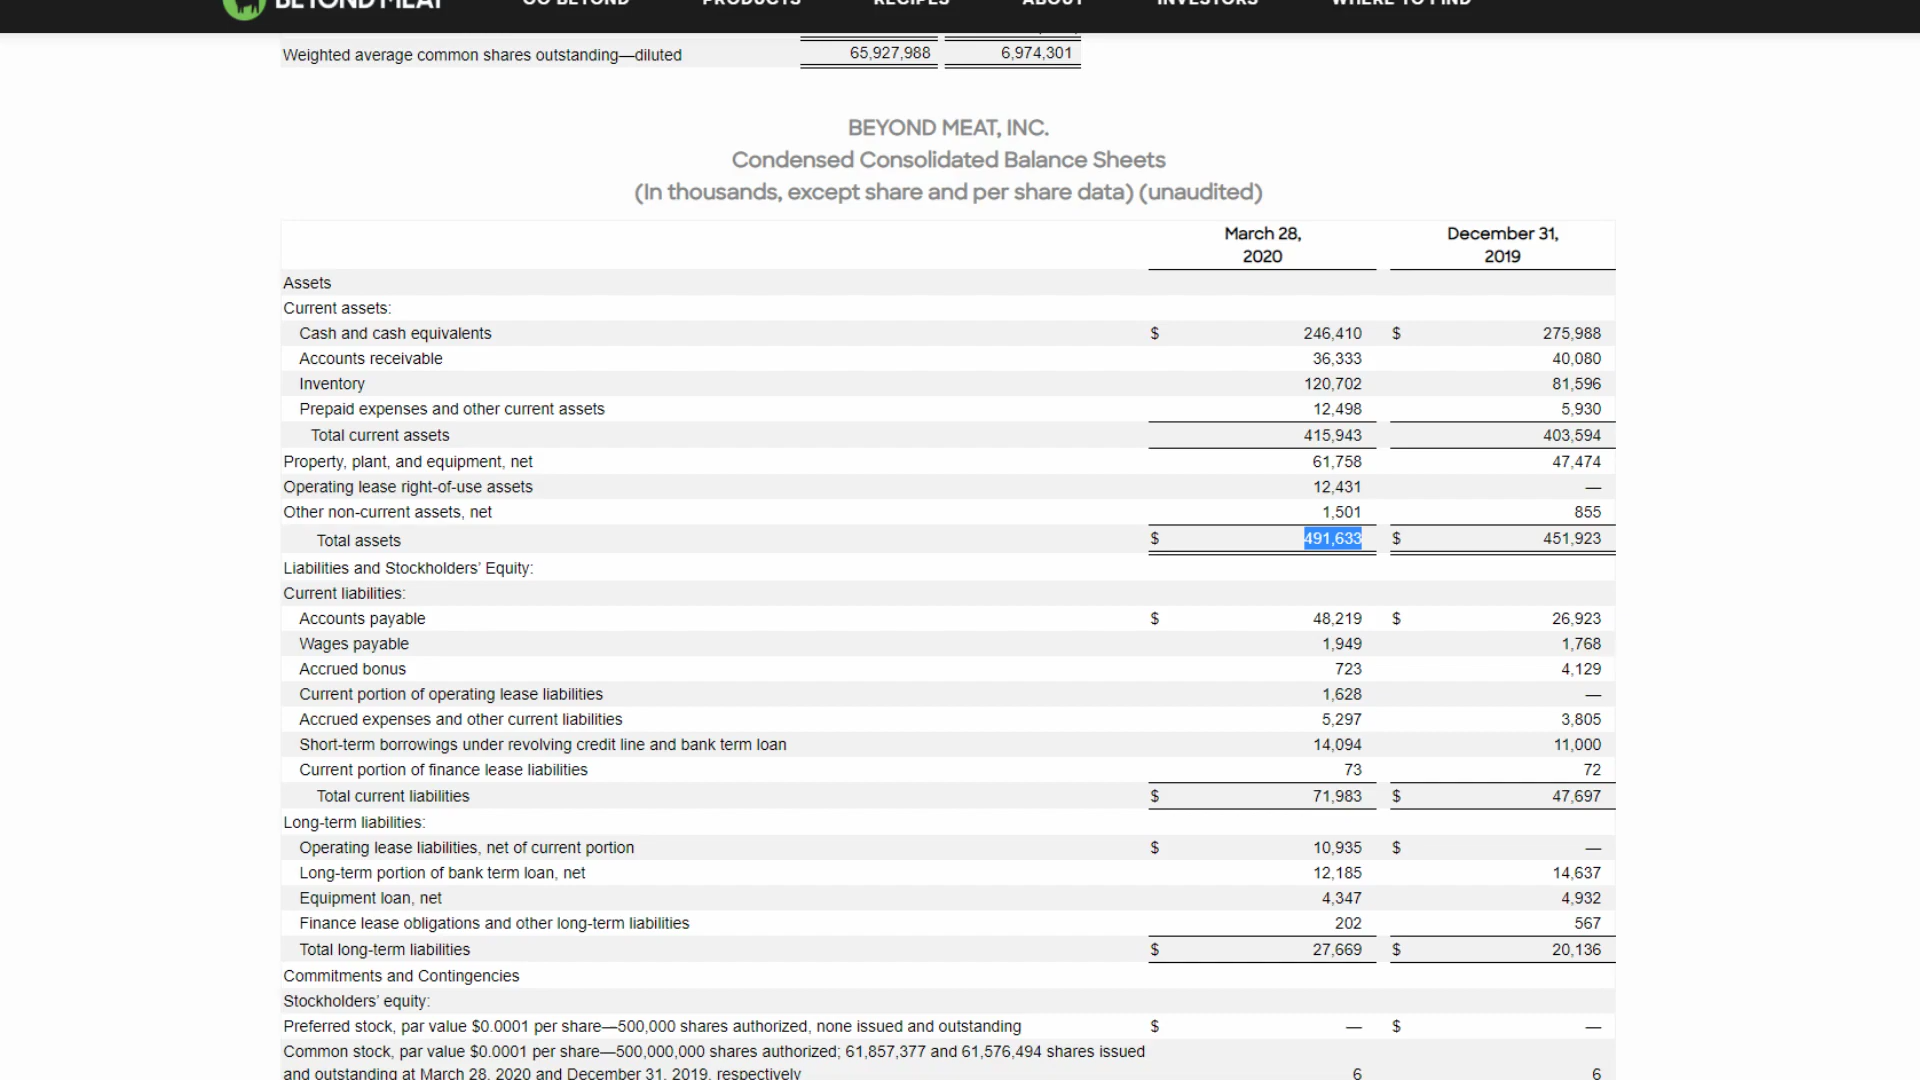 BEYOND MEAT GO BEYOND PRODUCTS RECIPES ABOUT INVESTORS WHERE TO FIND
Weighted average common shares outstanding—diluted 65,927,988 6,974,301
BEYOND MEAT, INC.
Condensed Consolidated Balance Sheets
(In thousands, except share and per share data) (unaudited)
March 28, December 31,
2020 2019
Assets
Current assets:
Cash and cash equivalents $ 246,410 $ 275,988
Accounts receivable 36,333 40,080
Inventory 120,702 81,596
Prepaid expenses and other current assets 12,498 5,930
Total current assets 415,943 403,594
Property, plant, and equipment, net 61,758 47,474
Operating lease right-of-use assets 12,431 —
Other non-current assets, net 1,501 855
Total assets $ 491,633 $ 451,923
Liabilities and Stockholders’ Equity:
Current liabilities:
Accounts payable $ 48,219 $ 26,923
Wages payable 1,949 1,768
Accrued bonus 723 4,129
Current portion of operating lease liabilities 1,628 —
Accrued expenses and other current liabilities 5,297 3,805
Short-term borrowings under revolving credit line and bank term loan 14,094 11,000
Current portion of finance lease liabilities 73 72
Total current liabilities $ 71,983 $ 47,697
Long-term liabilities:
Operating lease liabilities, net of current portion $ 10,935 $ —
Long-term portion of bank term loan, net 12,185 14,637
Equipment loan, net 4,347 4,932
Finance lease obligations and other long-term liabilities 202 567
Total long-term liabilities $ 27,669 $ 20,136
Commitments and Contingencies
Stockholders’ equity:
Preferred stock, par value $0.0001 per share—500,000 shares authorized, none issued and outstanding $ — $ —
Common stock, par value $0.0001 per share—500,000,000 shares authorized; 61,857,377 and 61,576,494 shares issued
and outstanding at March 28, 2020 and December 31, 2019, respectively 6 6